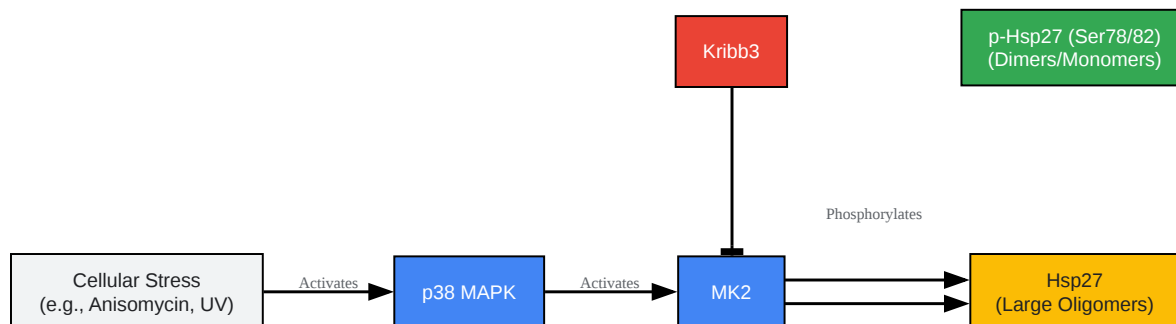 Kribb3
p-Hsp27 (Ser78/82)
(Dimers/Monomers)
Phosphorylates
Cellular Stress
(e.g., Anisomycin, UV)
Activates
p38 MAPK
Activates
MK2
Hsp27
(Large Oligomers)